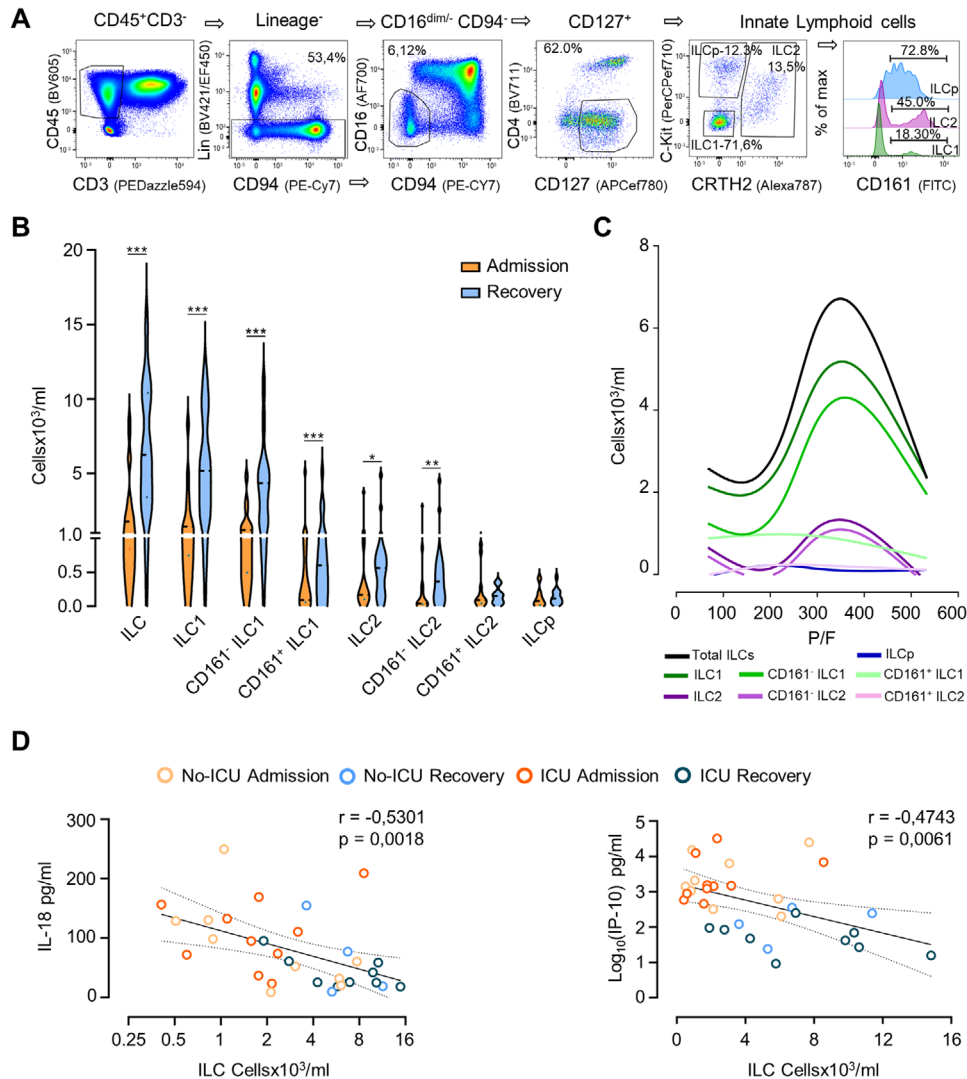 A
CD45⁺CD3⁻ ⇨ Lineage⁻ ⇨ CD16ᵈⁱᵐ/⁻ CD94⁻ ⇨ CD127⁺ ⇨ Innate Lymphoid cells
CD45 (BV605)
CD3 (PEDazzle594)
Lin (BV421/EF450)
53,4%
CD94 (PE-Cy7)
CD16 (AF700)
6,12%
CD94 (PE-CY7)
CD4 (BV711)
62.0%
CD127 (APCef780)
C-Kit (PerCPef710)
ILCp-12.3%
ILC2
13,5%
ILC1-71,6%
CRTH2 (Alexa787)
% of max
72.8%
ILCp
45.0%
ILC2
18.30%
ILC1
CD161 (FITC)
B
Cellsx10³/ml
20
15
10
5
1.0
0.5
0.0
Admission
Recovery
***
***
***
***
*
**
ILC
ILC1
CD161⁻ ILC1
CD161⁺ ILC1
ILC2
CD161⁻ ILC2
CD161⁺ ILC2
ILCp
C
Cellsx10³/ml
8
6
4
2
0
0 100 200 300 400 500 600
P/F
Total ILCs ILCp
ILC1 CD161⁻ ILC1 CD161⁺ ILC1
ILC2 CD161⁻ ILC2 CD161⁺ ILC2
D
No-ICU Admission No-ICU Recovery ICU Admission ICU Recovery
IL-18 pg/ml
300
200
100
0
r = -0,5301
p = 0,0018
0.25 0.5 1 2 4 8 16
ILC Cellsx10³/ml
Log₁₀(IP-10) pg/ml
5
4
3
2
1
0
r = -0,4743
p = 0,0061
0 4 8 12 16
ILC Cellsx10³/ml